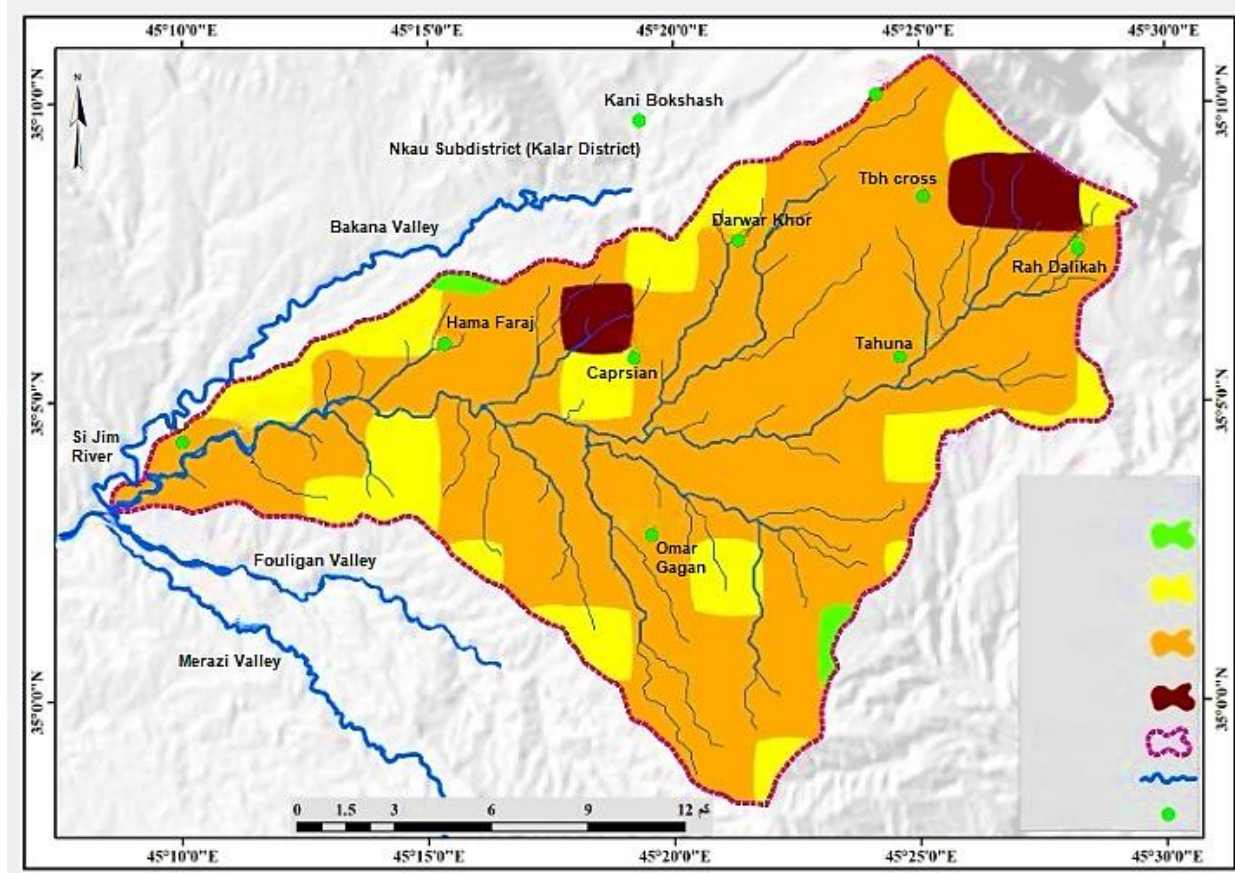 45°10'0"E 45°15'0"E 45°20'0"E 45°25'0"E 45°30'0"E
N
35°10'0"N
35°10'0"N
Kani Bokshash
Nkau Subdistrict (Kalar District)
Tbh cross
Bakana Valley
Darwar Khor
Rah Dalikah
Hama Faraj
Tahuna
Caprsian
35°5'0"N
35°5'0"N
Si Jim
River
Omar
Gagan
Fouligan Valley
Merazi Valley
35°0'0"N
35°0'0"N
0 1.5 3 6 9 12
45°10'0"E 45°15'0"E 45°20'0"E 45°25'0"E 45°30'0"E